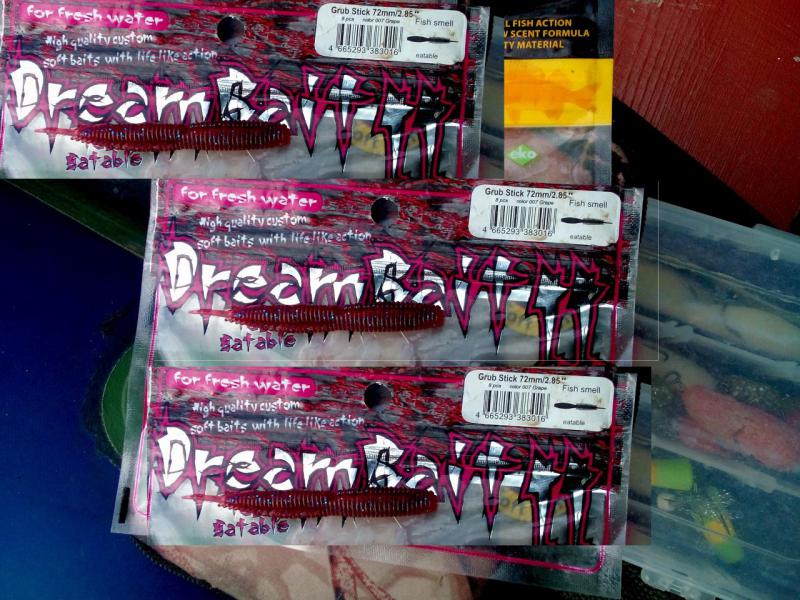 for fresh water
High quality custom
soft baits with life like action
Dream Bait
eatable
Grub Stick 72mm/2.85"
8 pcs color 007 Grape
Fish smell
4 665293 383016
eatable
L FISH ACTION
V SCENT FORMULA
TY MATERIAL
eko
for fresh water
High quality custom
soft baits with life like action
Dream Bait
eatable
Grub Stick 72mm/2.85"
8 pcs color 007 Grape
Fish smell
4 665293 383016
eatable
for fresh water
High quality custom
soft baits with life like action
Dream Bait
eatable
Grub Stick 72mm/2.85"
8 pcs color 007 Grape
Fish smell
4 665293 383016
eatable